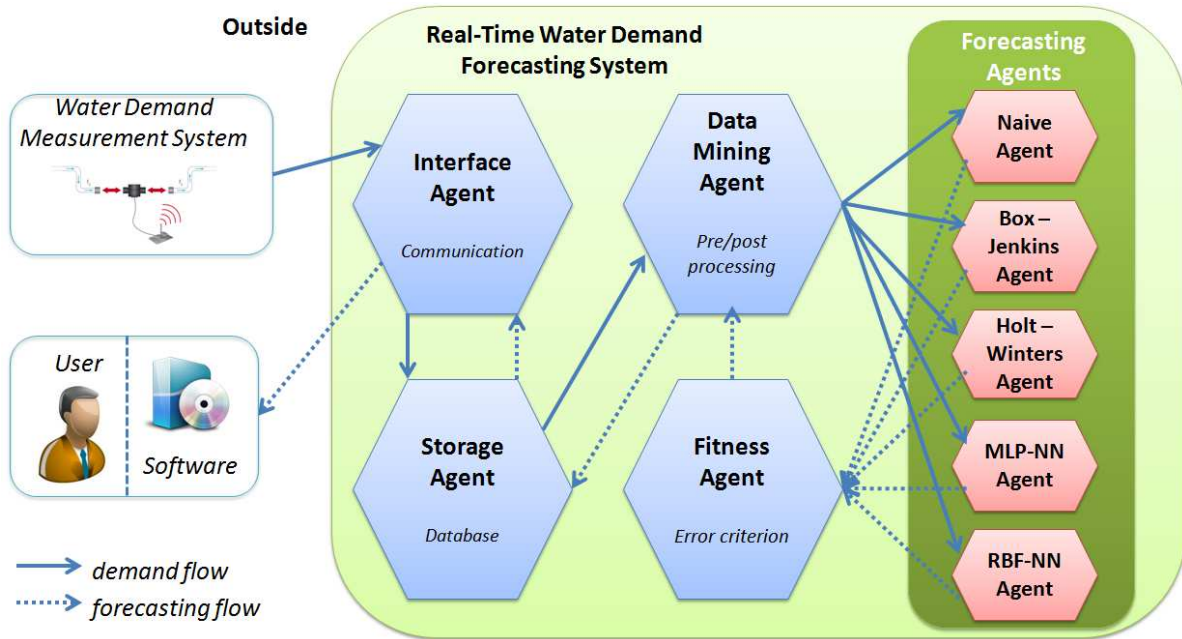 Outside
Real-Time Water Demand
Forecasting System
Water Demand
Measurement System
Interface
Agent
Communication
Data
Mining
Agent
Pre/post
processing
Forecasting
Agents
Naive
Agent
Box –
Jenkins
Agent
Holt –
Winters
Agent
MLP-NN
Agent
RBF-NN
Agent
User
Software
Storage
Agent
Database
Fitness
Agent
Error criterion
demand flow
forecasting flow